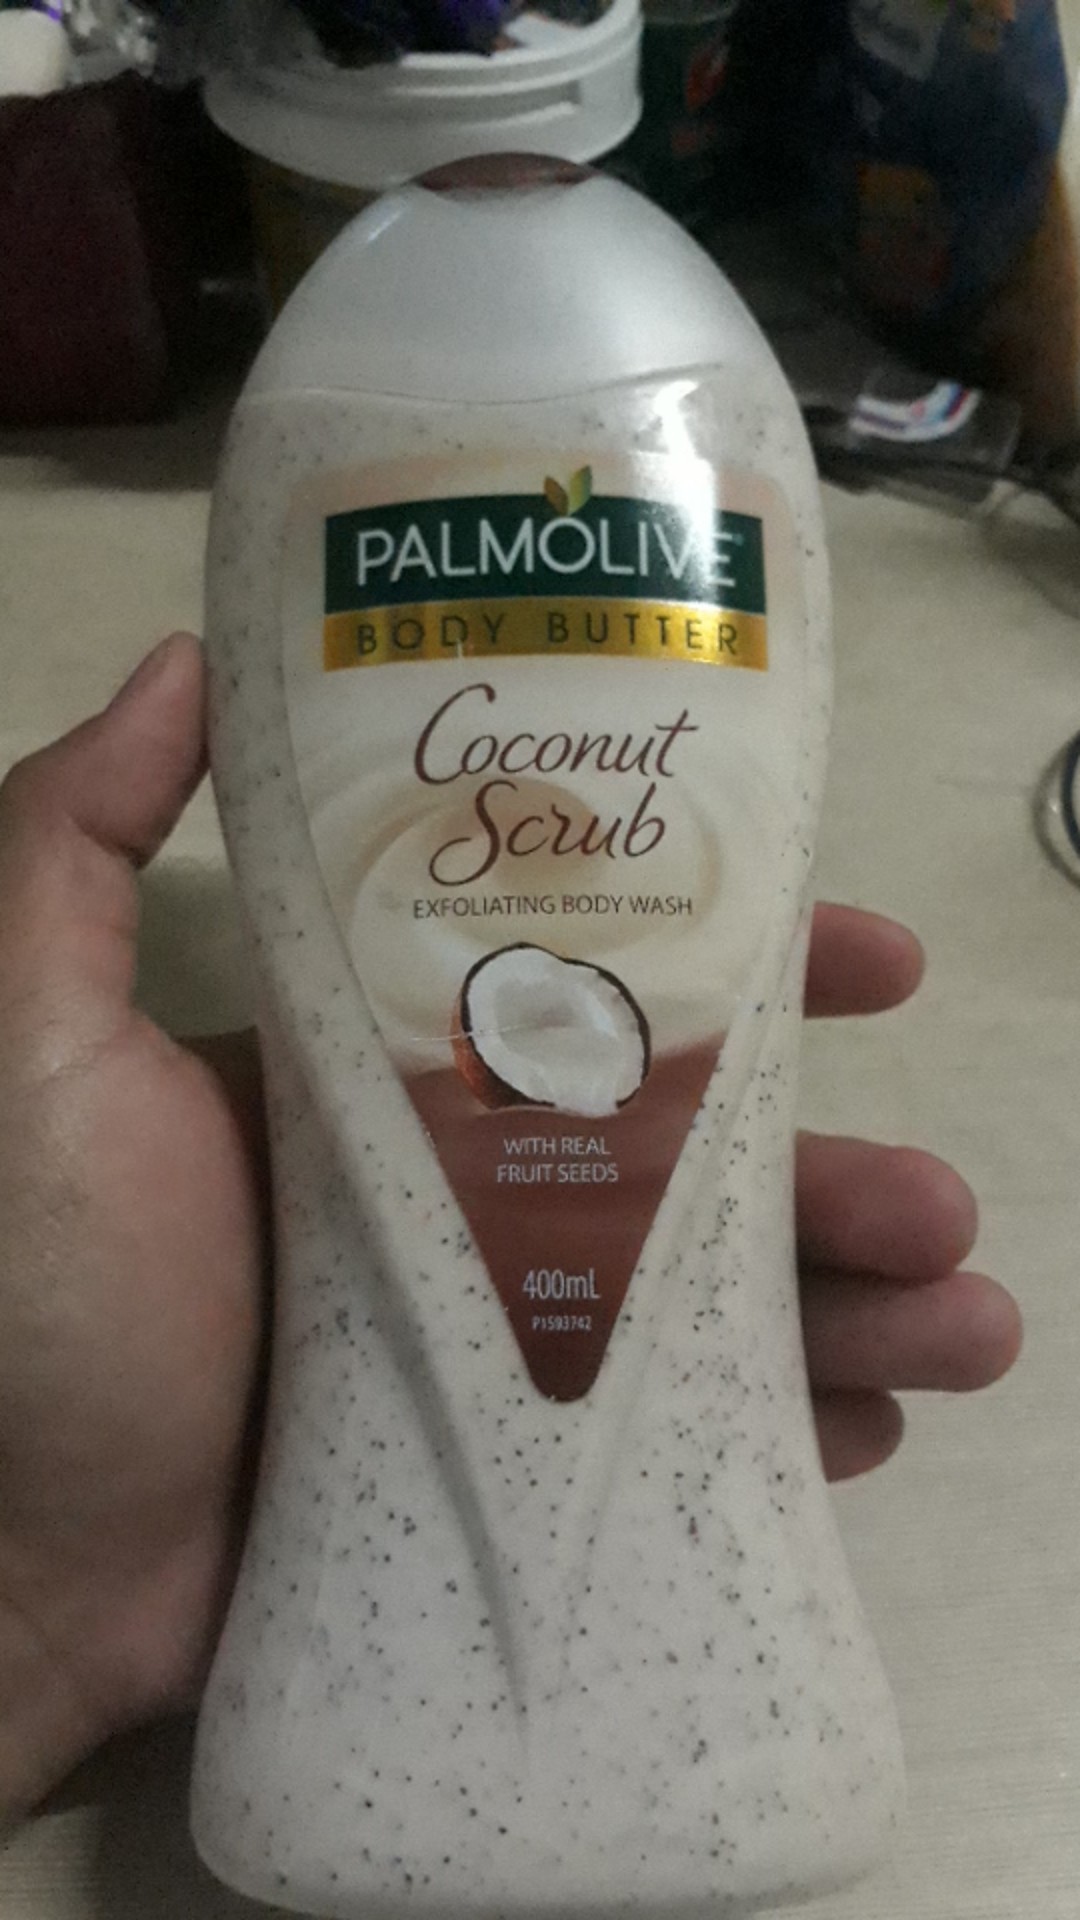 PALMOLIVE
BODY BUTTER
Coconut
Scrub
EXFOLIATING BODY WASH
WITH REAL
FRUIT SEEDS
400mL
P1593742